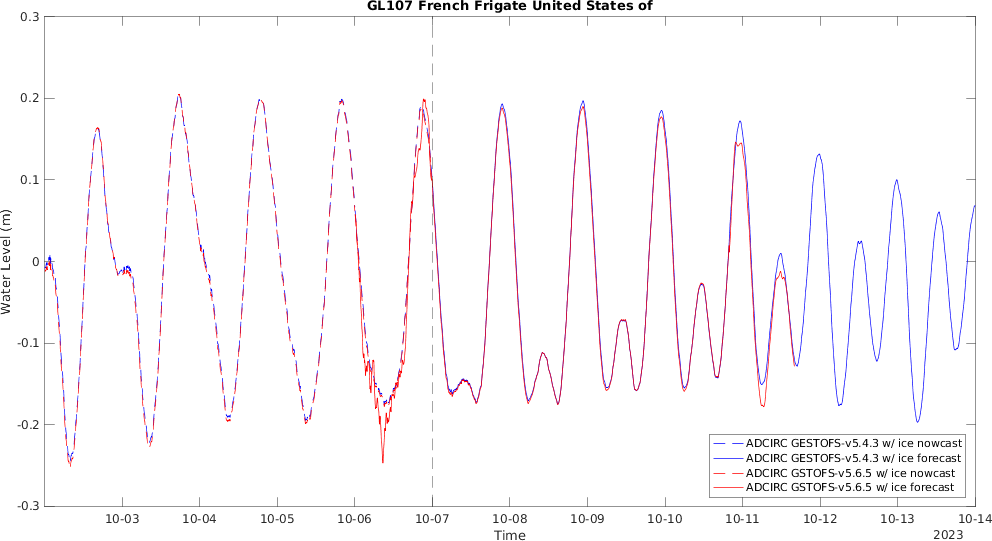 GL107 French Frigate United States of
0.3
0.2
0.1
0
-0.1
-0.2
-0.3
Water Level (m)
10-03
10-04
10-05
10-06
10-07
10-08
10-09
10-10
10-11
10-12
10-13
10-14
Time
2023
ADCIRC GESTOFS-v5.4.3 w/ ice nowcast
ADCIRC GESTOFS-v5.4.3 w/ ice forecast
ADCIRC GSTOFS-v5.6.5 w/ ice nowcast
ADCIRC GSTOFS-v5.6.5 w/ ice forecast